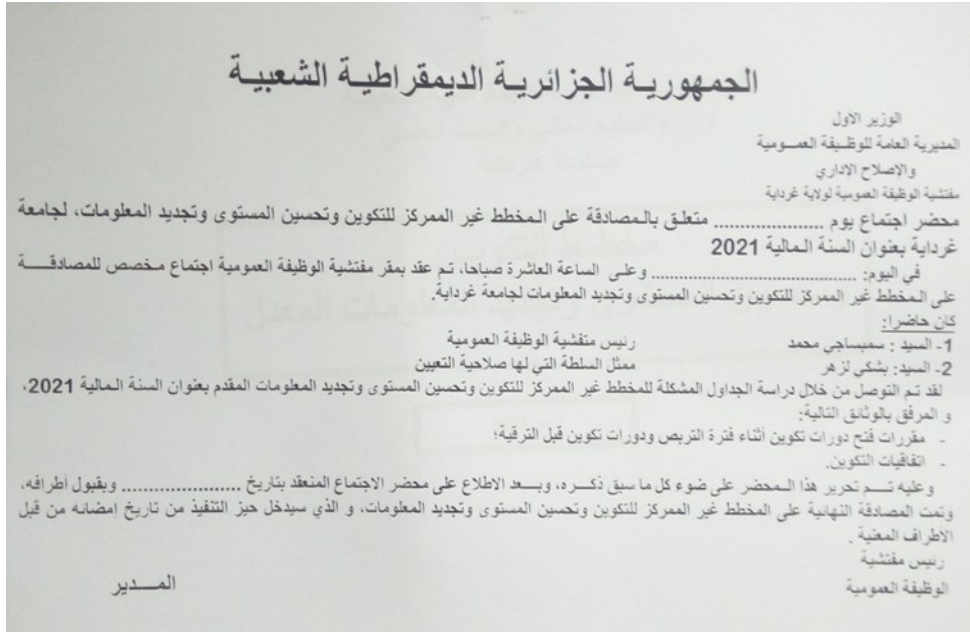 الجمهورية الجزائرية الديمقراطية الشعبية
الوزير الأول
المديرية العامة للوظيفة العمومية
والإصلاح الإداري
مفتشية الوظيفة العمومية لولاية غرداية
محضر اجتماع يوم ..................... متعلق بالمصادقة على المخطط غير الممركز للتكوين وتحسين المستوى وتجديد المعلومات، لجامعة
غرداية بعنوان السنة المالية 2021
في اليوم: ..................................... وعلى الساعة العاشرة صباحا، تم عقد بمقر مفتشية الوظيفة العمومية اجتماع مخصص للمصادقة
على المخطط غير الممركز للتكوين وتحسين المستوى وتجديد المعلومات لجامعة غرداية.
كان حاضرا:
1- السيد : سمبساجي محمد رئيس متفشية الوظيفة العمومية
2- السيد: بشكي لزهر ممثل السلطة التي لها صلاحية التعيين
لقد تم التوصل من خلال دراسة الجداول المشكلة للمخطط غير الممركز للتكوين وتحسين المستوى وتجديد المعلومات المقدم بعنوان السنة المالية 2021،
و المرفق بالوثائق التالية:
- مقررات فتح دورات تكوين أثناء فترة التربص ودورات تكوين قبل الترقية؛
- اتفاقيات التكوين.
وعليه تم تحرير هذا المحضر على ضوء كل ما سبق ذكره، وبعد الاطلاع على محضر الاجتماع المنعقد بتاريخ ..................... وبقبول أطرافه،
وتمت المصادقة النهائية على المخطط غير الممركز للتكوين وتحسين المستوى وتجديد المعلومات، و الذي سيدخل حيز التنفيذ من تاريخ إمضائه من قبل
الأطراف المعنية .
رئيس مفتشية
الوظيفة العمومية
المدير